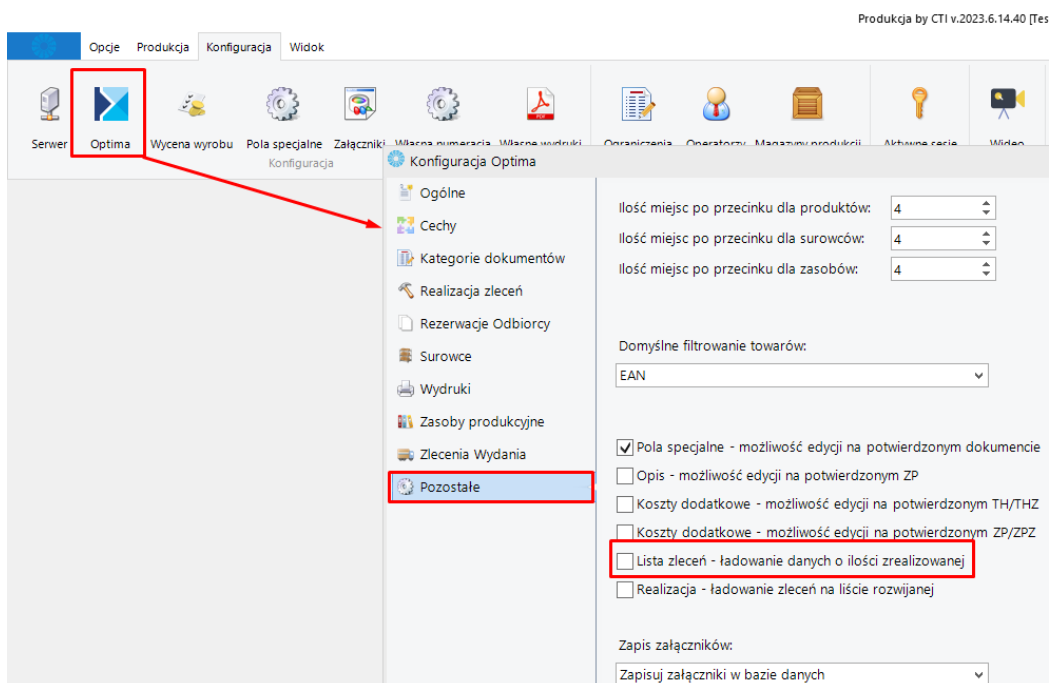 Produkcja by CTI v.2023.6.14.40 [Tes
Opcje Produkcja Konfiguracja Widok
Serwer Optima Wycena wyrobu Pola specjalne Załączniki Własna numeracja Własne wydruki Ograniczenia Operatorzy Magazyny produkcji Aktywne serie Wideo
Konfiguracja
Konfiguracja Optima
Ogólne
Cechy
Kategorie dokumentów
Realizacja zleceń
Rezerwacje Odbiorcy
Surowce
Wydruki
Zasoby produkcyjne
Zlecenia Wydania
Pozostałe
Ilość miejsc po przecinku dla produktów: 4
Ilość miejsc po przecinku dla surowców: 4
Ilość miejsc po przecinku dla zasobów: 4
Domyślne filtrowanie towarów:
EAN
Pola specjalne - możliwość edycji na potwierdzonym dokumencie
Opis - możliwość edycji na potwierdzonym ZP
Koszty dodatkowe - możliwość edycji na potwierdzonym TH/THZ
Koszty dodatkowe - możliwość edycji na potwierdzonym ZP/ZPZ
Lista zleceń - ładowanie danych o ilości zrealizowanej
Realizacja - ładowanie zleceń na liście rozwijanej
Zapis załączników:
Zapisuj załączniki w bazie danych